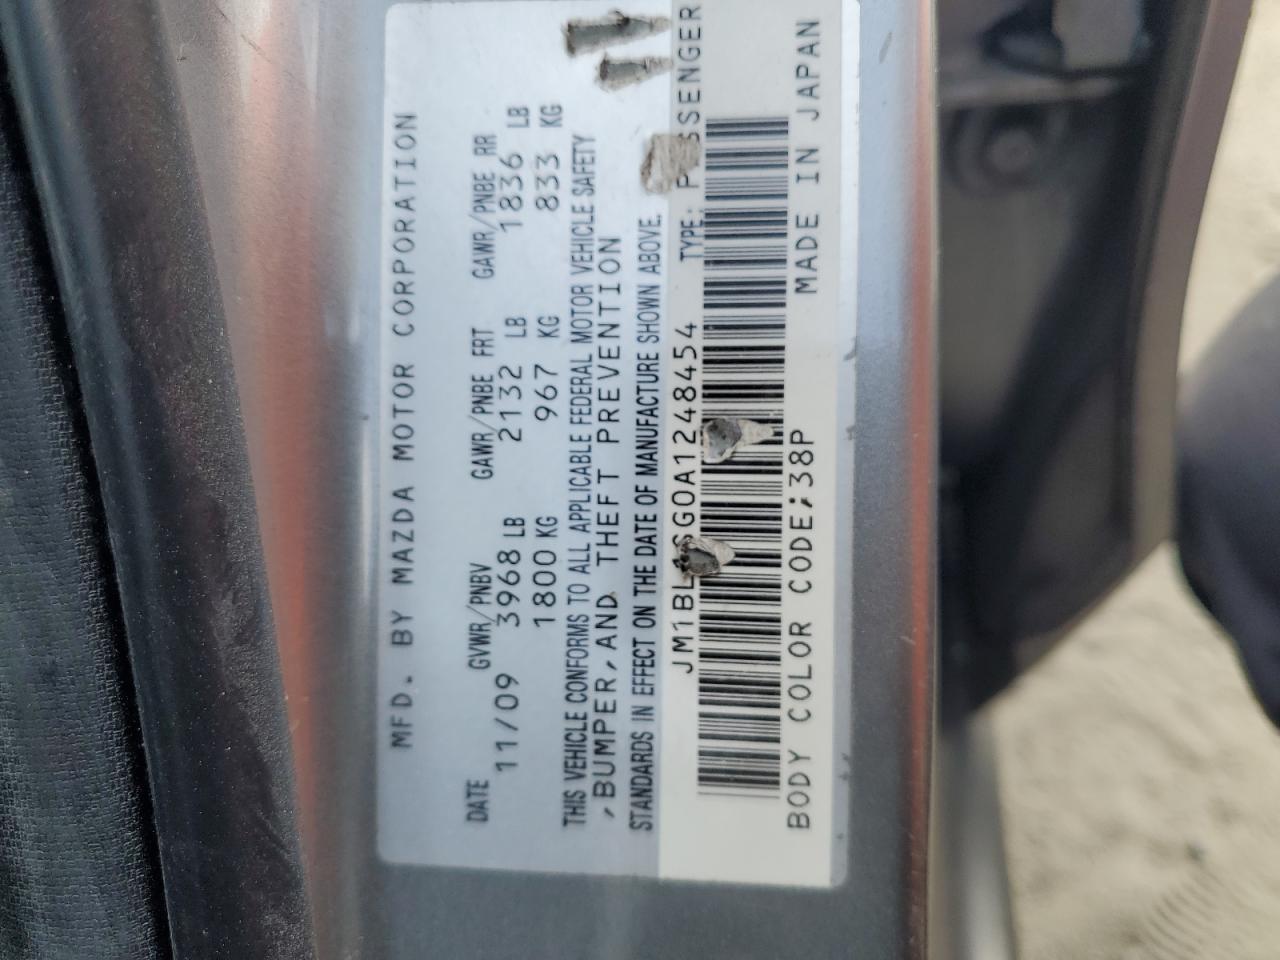 MFD. BY MAZDA MOTOR CORPORATION
DATE GVWR/PNBV GAWR/PNBE FRT GAWR/PNBE RR
11/09 3968 LB 2132 LB 1836 LB
1800 KG 967 KG 833 KG
THIS VEHICLE CONFORMS TO ALL APPLICABLE FEDERAL MOTOR VEHICLE SAFETY
,BUMPER,AND THEFT PREVENTION
STANDARDS IN EFFECT ON THE DATE OF MANUFACTURE SHOWN ABOVE.
TYPE: PASSENGER
BODY COLOR CODE;38P MADE IN JAPAN